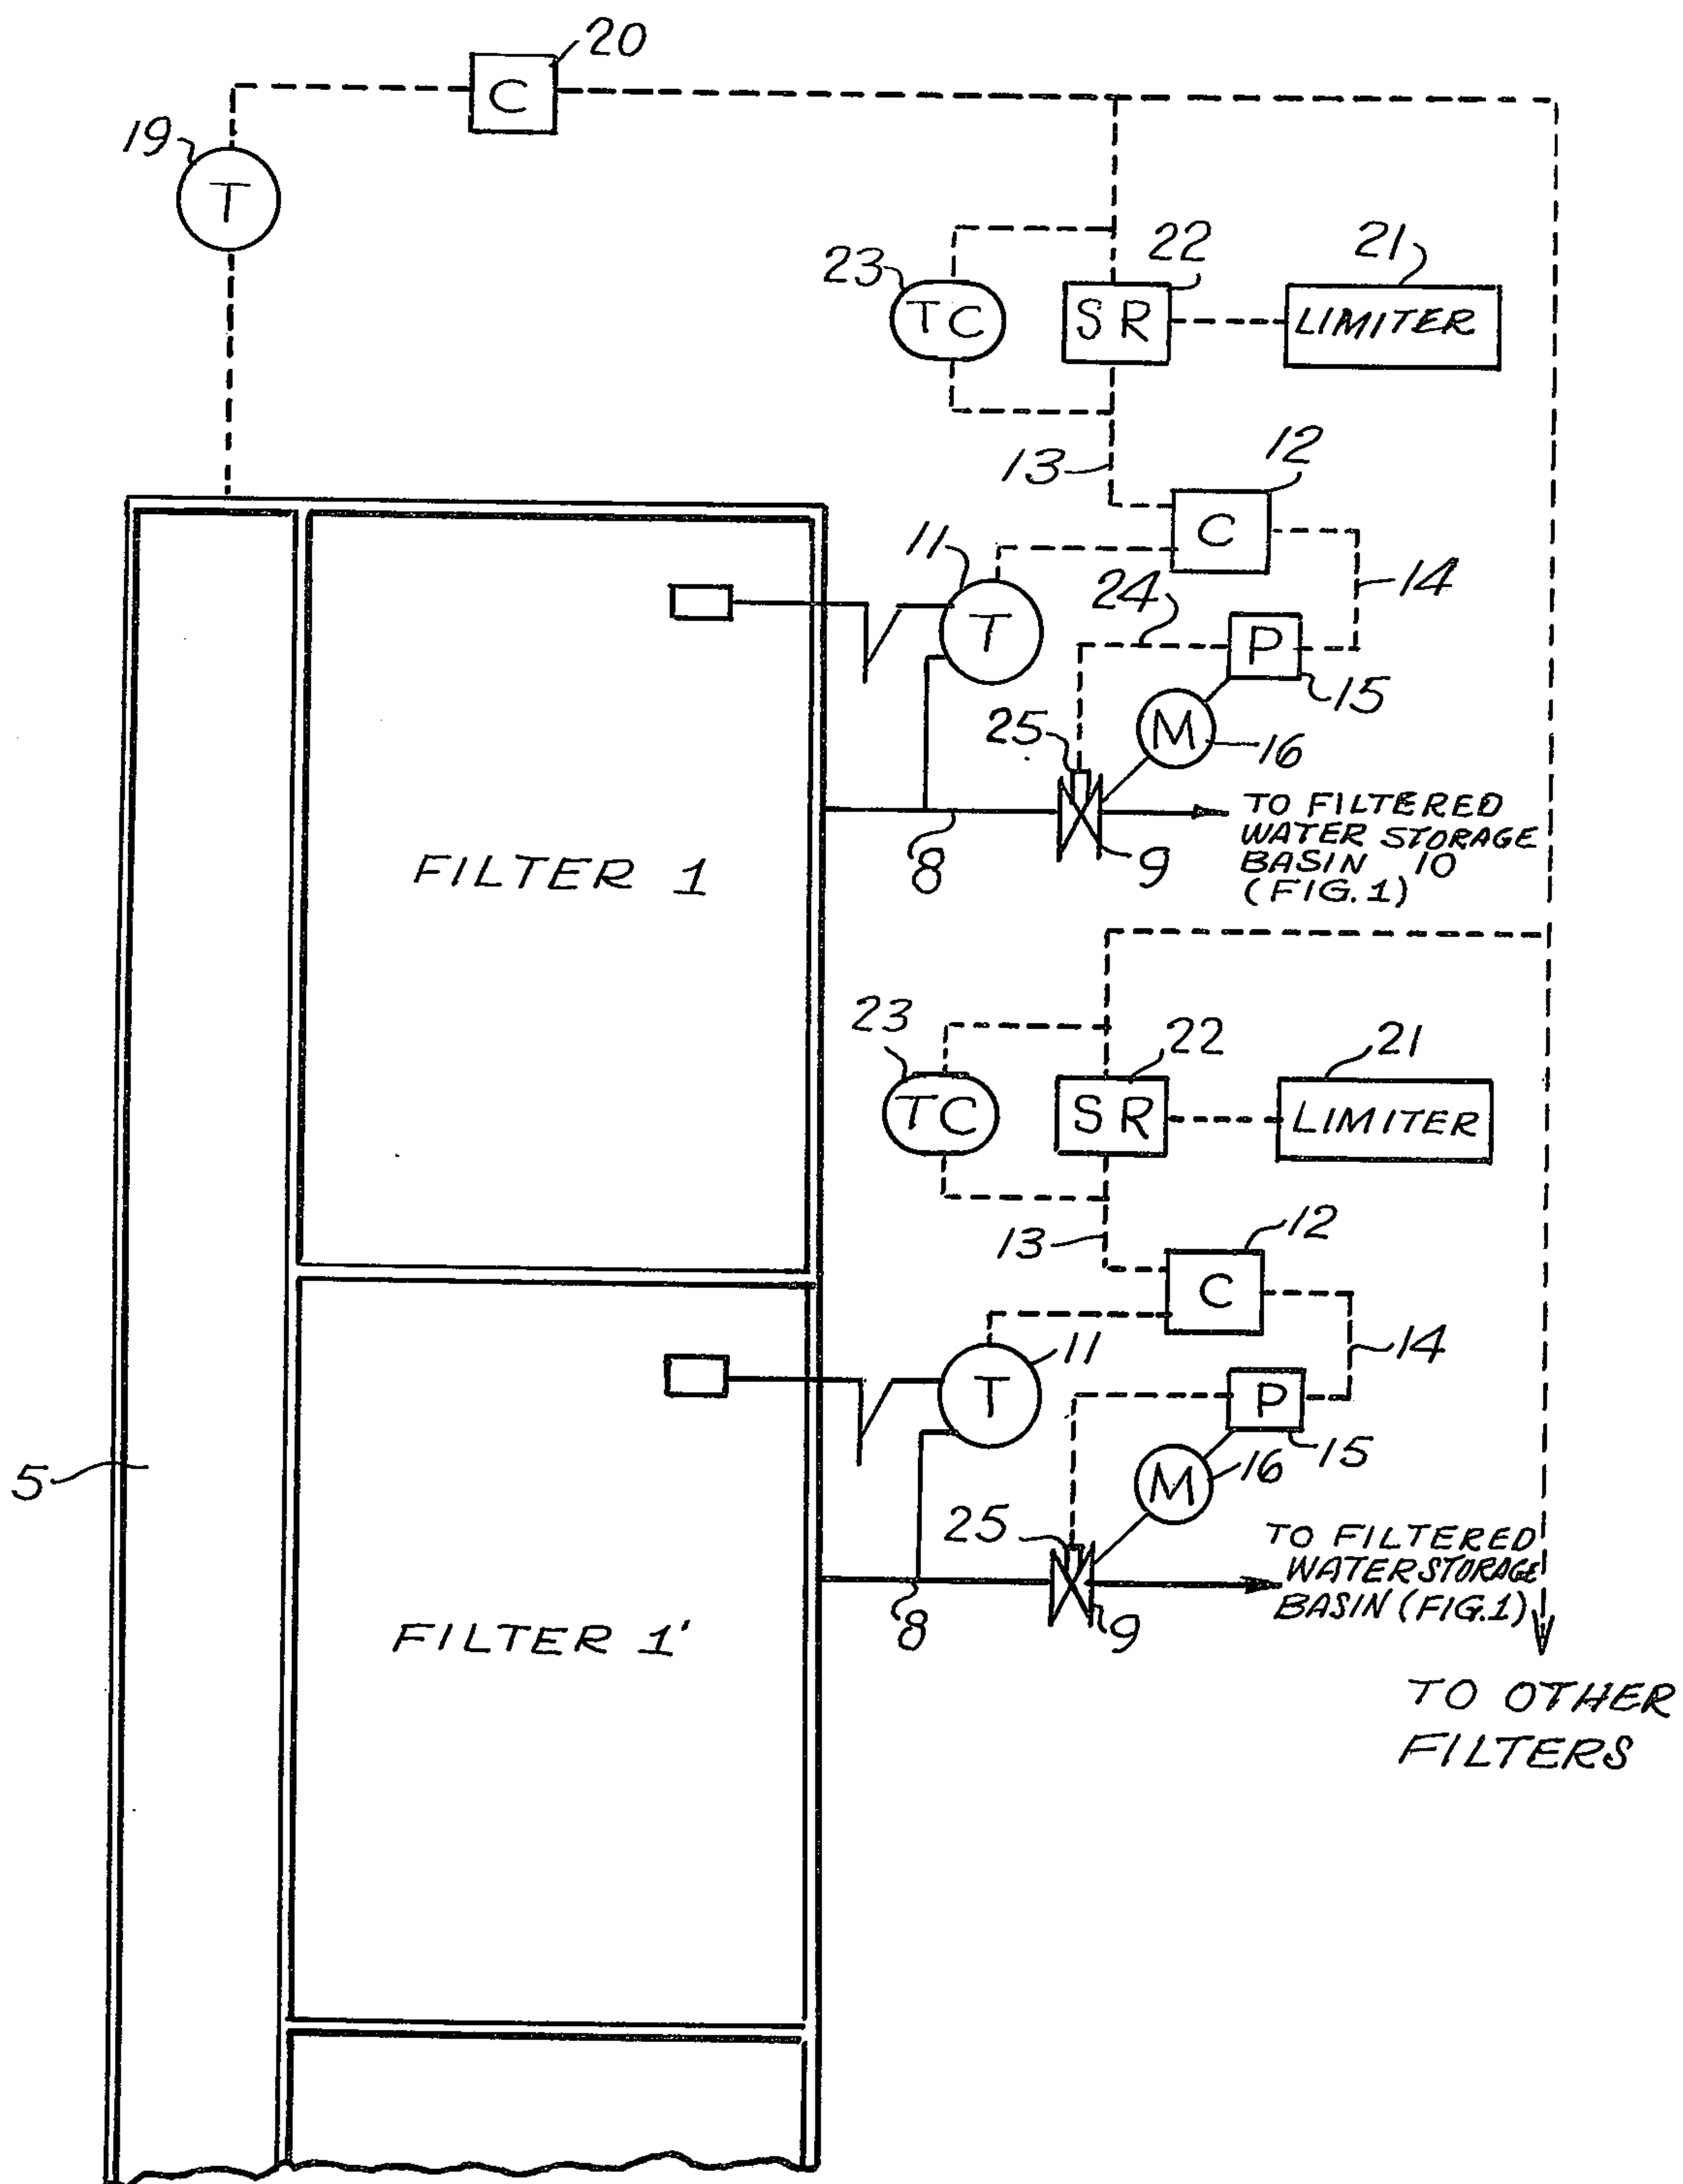 20
C
19
T
23
TC
22
SR
21
LIMITER
13
12
C
11
T
24
14
P
15
25
M
16
8
9
TO FILTERED
WATER STORAGE
BASIN 10
(FIG. 1)
FILTER 1
23
TC
22
SR
21
LIMITER
13
12
C
11
T
14
P
15
M
16
25
8
9
TO FILTERED
WATER STORAGE
BASIN (FIG. 1)
5
FILTER 1'
TO OTHER
FILTERS